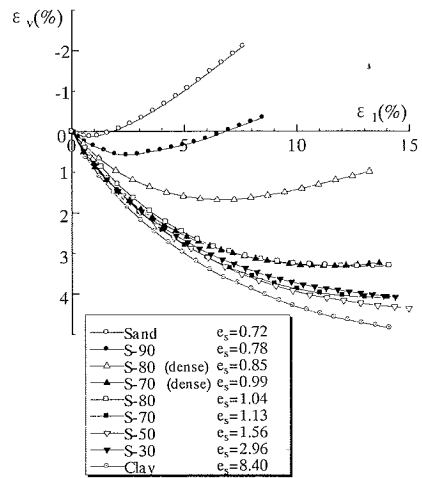 ε v(%)
-2
-1
ε 1(%)
0
0
5
10
15
1
2
3
4
Sand e s=0.72
S-90 e s=0.78
S-80 (dense) e s=0.85
S-70 (dense) e s=0.99
S-80 e s=1.04
S-70 e s=1.13
S-50 e s=1.56
S-30 e s=2.96
Clay e s=8.40